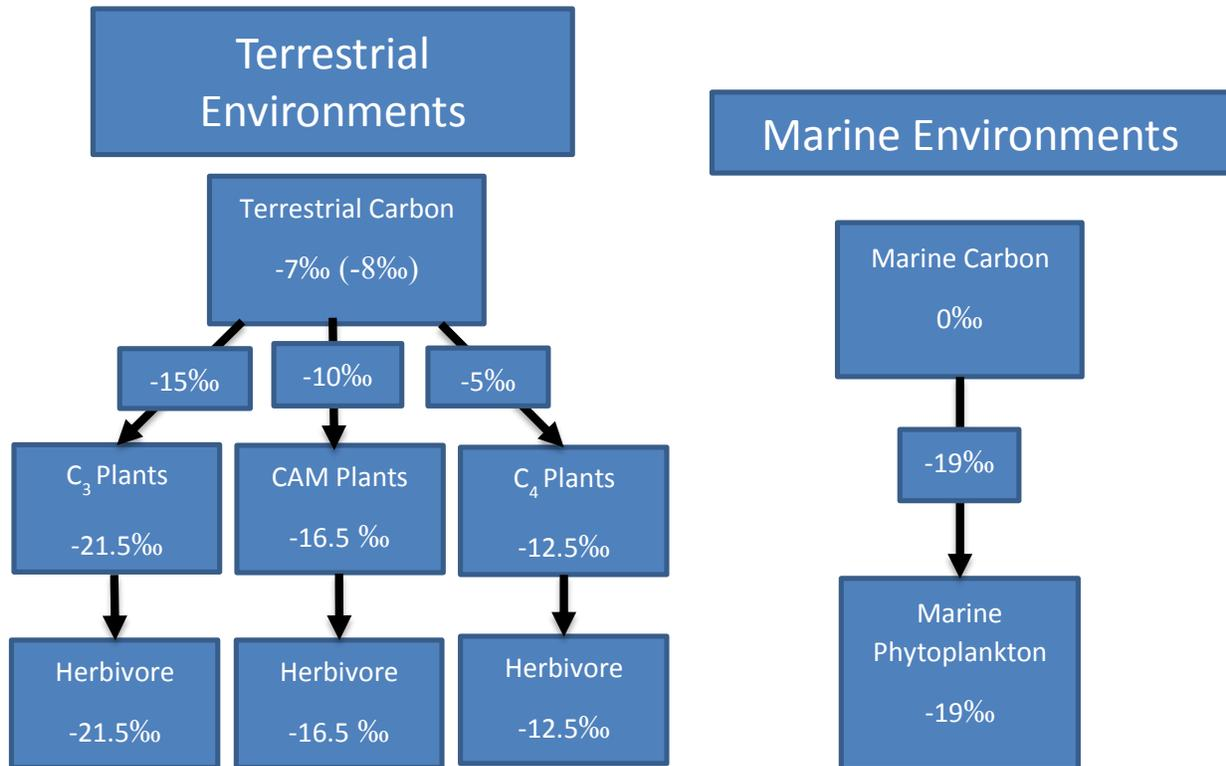 Terrestrial
Environments
Terrestrial Carbon
-7‰ (-8‰)
-15‰
-10‰
-5‰
C₃ Plants
-21.5‰
CAM Plants
-16.5 ‰
C₄ Plants
-12.5‰
Herbivore
-21.5‰
Herbivore
-16.5‰
Herbivore
-12.5‰
Marine Environments
Marine Carbon
0‰
-19‰
Marine
Phytoplankton
-19‰